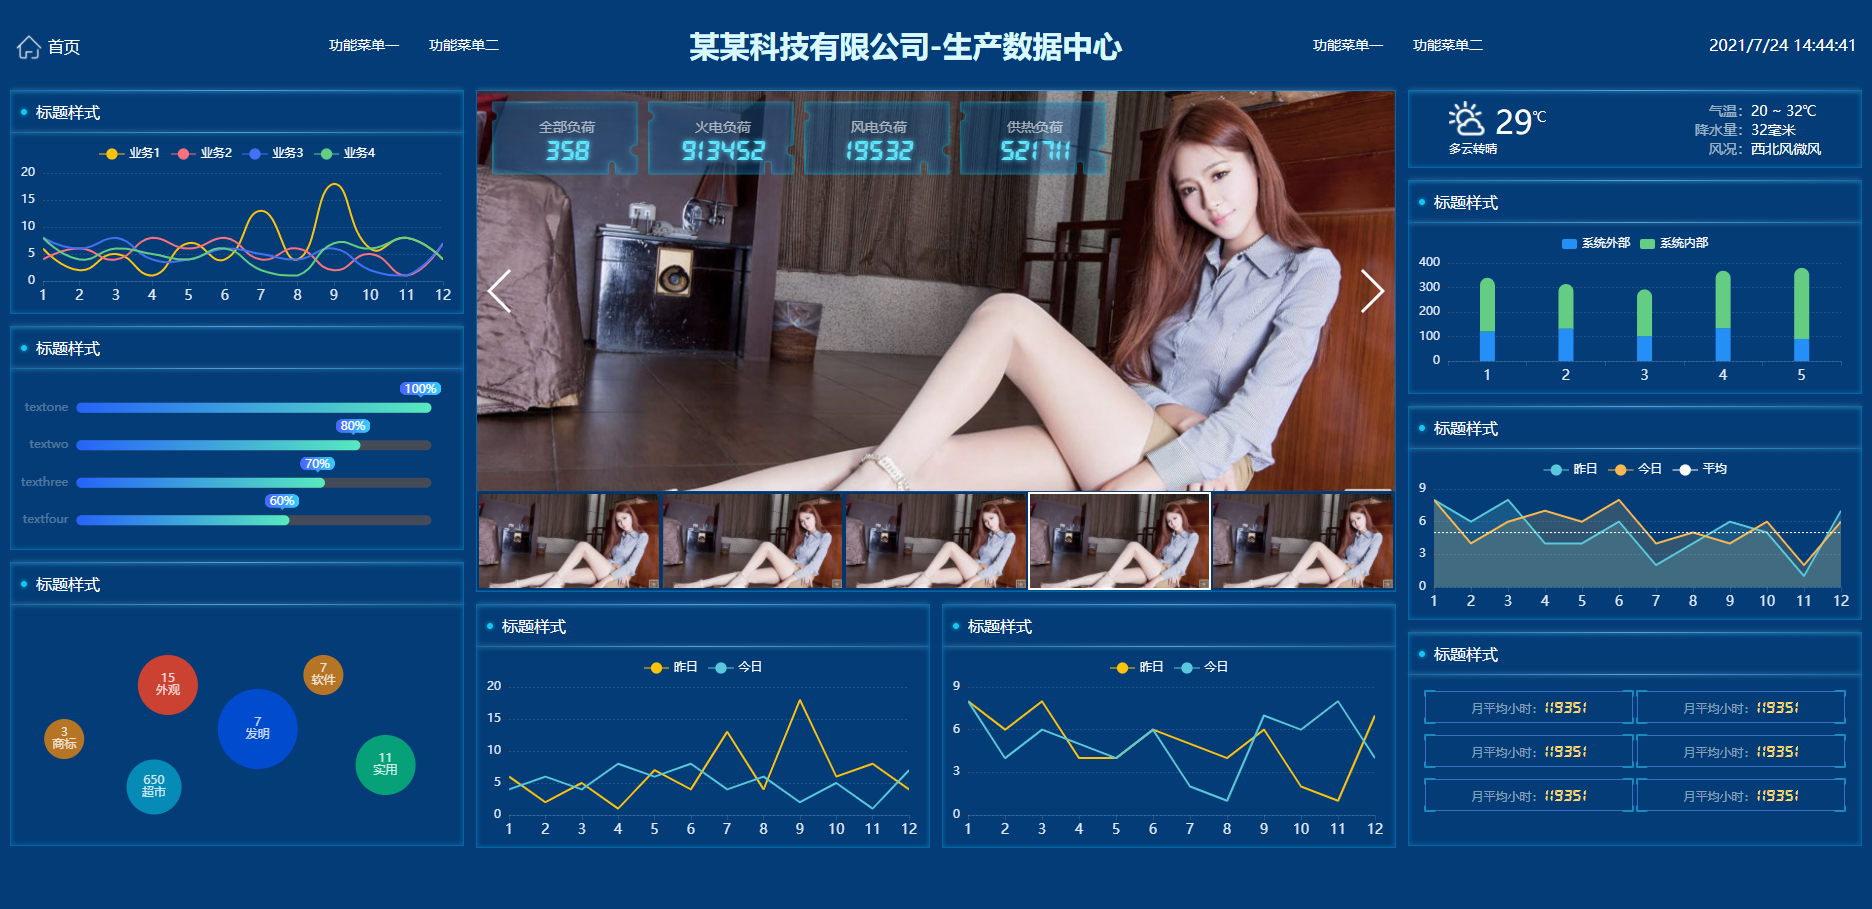 首页
功能菜单一
功能菜单二
某某科技有限公司-生产数据中心
功能菜单一
功能菜单二
2021/7/24 14:44:41
标题样式
业务1 业务2 业务3 业务4
20
15
10
5
0
1 2 3 4 5 6 7 8 9 10 11 12
标题样式
100%
textone
80%
textwo
70%
texthree
60%
textfour
标题样式
15
外观
7
软件
7
发明
3
商标
11
实用
650
超市
全部负荷
358
火电负荷
913452
风电负荷
19532
供热负荷
521711
标题样式
昨日 今日
20
15
10
5
0
1 2 3 4 5 6 7 8 9 10 11 12
标题样式
昨日 今日
9
6
3
0
1 2 3 4 5 6 7 8 9 10 11 12
29℃
多云转晴
气温: 20 ~ 32℃
降水量: 32毫米
风况: 西北风微风
标题样式
系统外部 系统内部
400
300
200
100
0
1 2 3 4 5
标题样式
昨日 今日 平均
9
6
3
0
1 2 3 4 5 6 7 8 9 10 11 12
标题样式
月平均小时: 119351
月平均小时: 119351
月平均小时: 119351
月平均小时: 119351
月平均小时: 119351
月平均小时: 119351